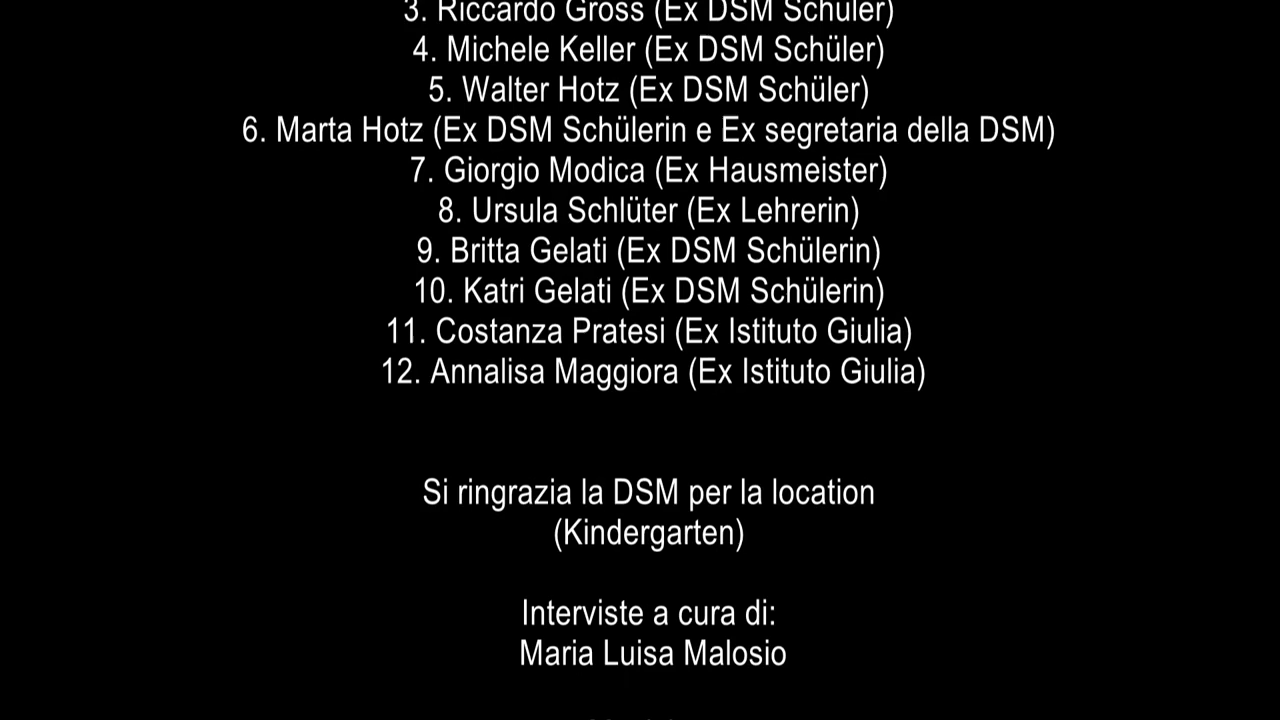 3. Riccardo Gross (Ex DSM Schüler)
4. Michele Keller (Ex DSM Schüler)
5. Walter Hotz (Ex DSM Schüler)
6. Marta Hotz (Ex DSM Schülerin e Ex segretaria della DSM)
7. Giorgio Modica (Ex Hausmeister)
8. Ursula Schlüter (Ex Lehrerin)
9. Britta Gelati (Ex DSM Schülerin)
10. Katri Gelati (Ex DSM Schülerin)
11. Costanza Pratesi (Ex Istituto Giulia)
12. Annalisa Maggiora (Ex Istituto Giulia)
Si ringrazia la DSM per la location
(Kindergarten)
Interviste a cura di:
Maria Luisa Malosio